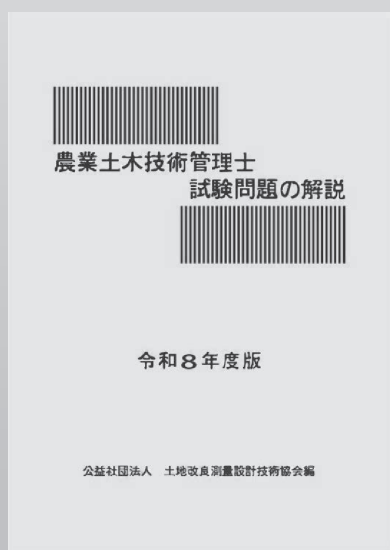 農業土木技術管理士
試験問題の解説
令和8年度版
公益社団法人 土地改良測量設計技術協会編